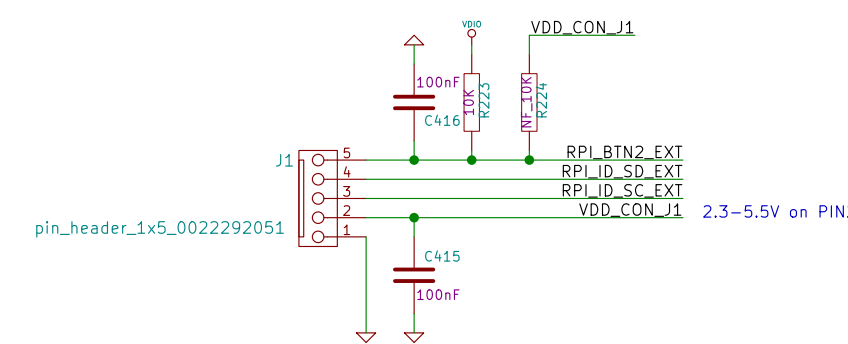 VDIO
VDD_CON_J1
100nF
10K
R223
NF_10K
R224
C416
J1
5
RPI_BTN2_EXT
4
RPI_ID_SD_EXT
3
RPI_ID_SC_EXT
2
VDD_CON_J1
2.3-5.5V on PIN
pin_header_1x5_0022292051
1
C415
100nF